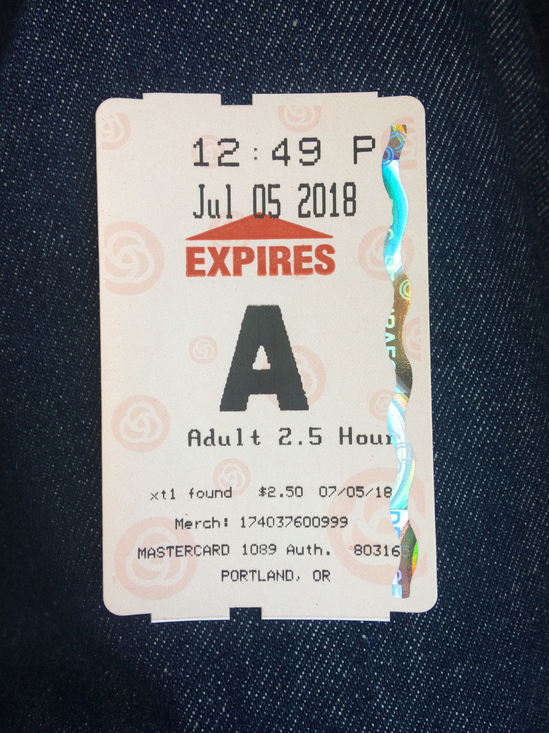 12:49 P
Jul 05 2018
EXPIRES
A
Adult 2.5 Hour
xt1 found $2.50 07/05/18
Merch: 174037600999
MASTERCARD 1089 Auth. 80316
PORTLAND, OR